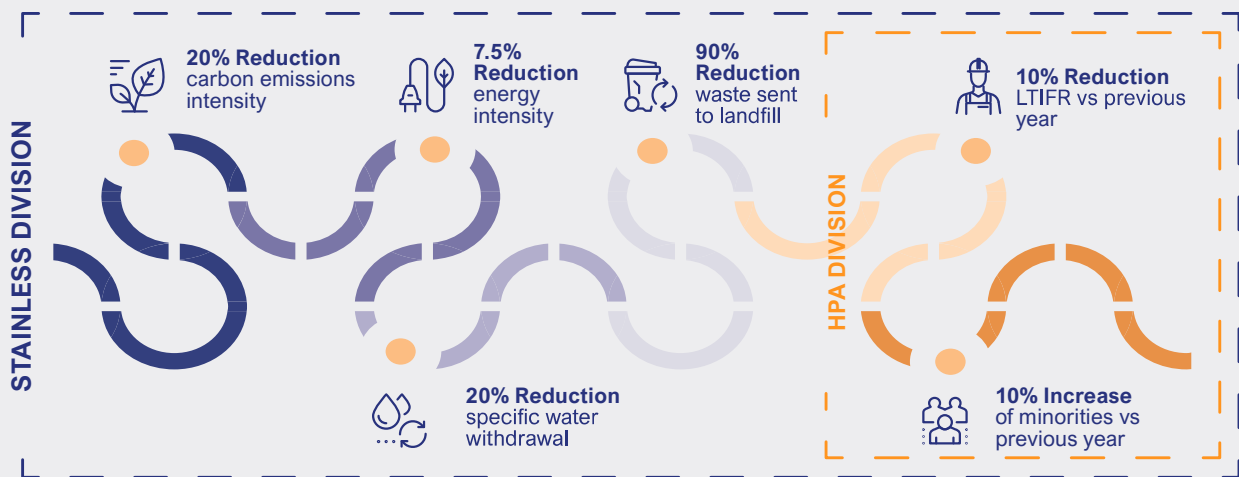 STAINLESS DIVISION
20% Reduction
carbon emissions
intensity
7.5%
Reduction
energy
intensity
20% Reduction
specific water
withdrawal
90%
Reduction
waste sent
to landfill
HPA DIVISION
10% Reduction
LTIFR vs previous
year
10% Increase
of minorities vs
previous year